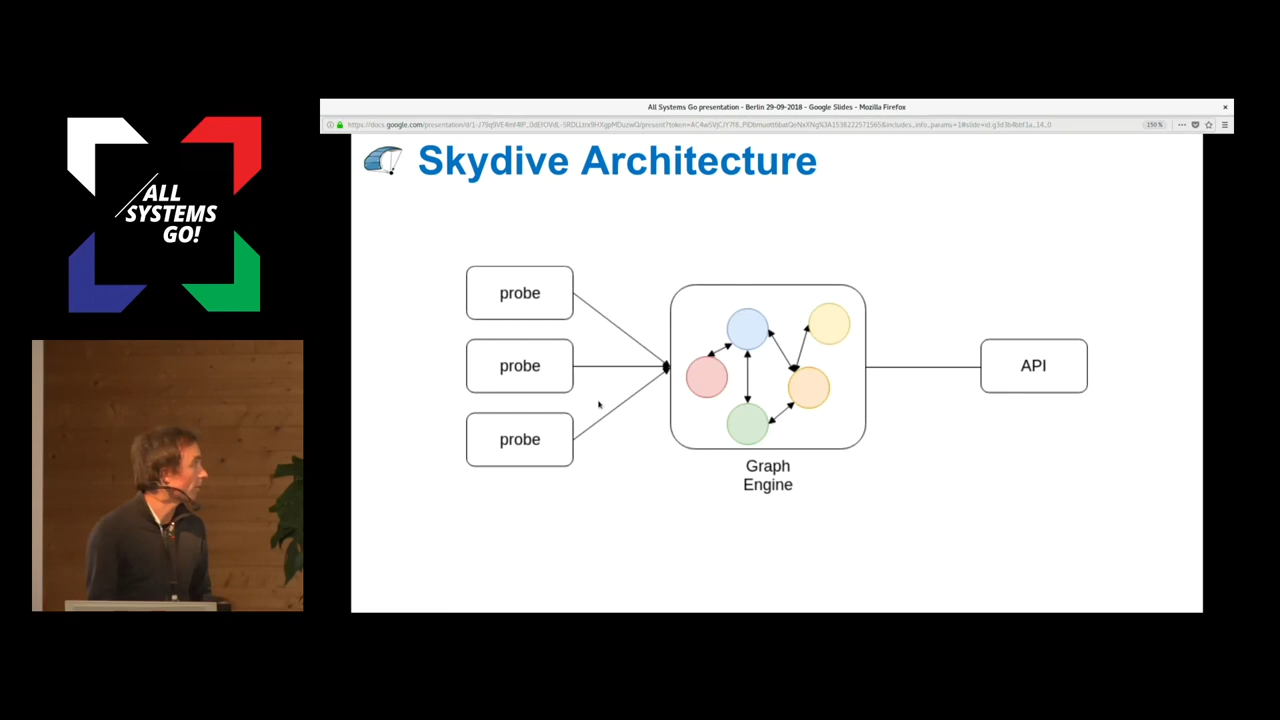 All Systems Go presentation - Berlin 29-09-2018 - Google Slides - Mozilla Firefox
150%
Skydive Architecture
ALL
SYSTEMS
GO!
probe
probe
probe
API
Graph
Engine